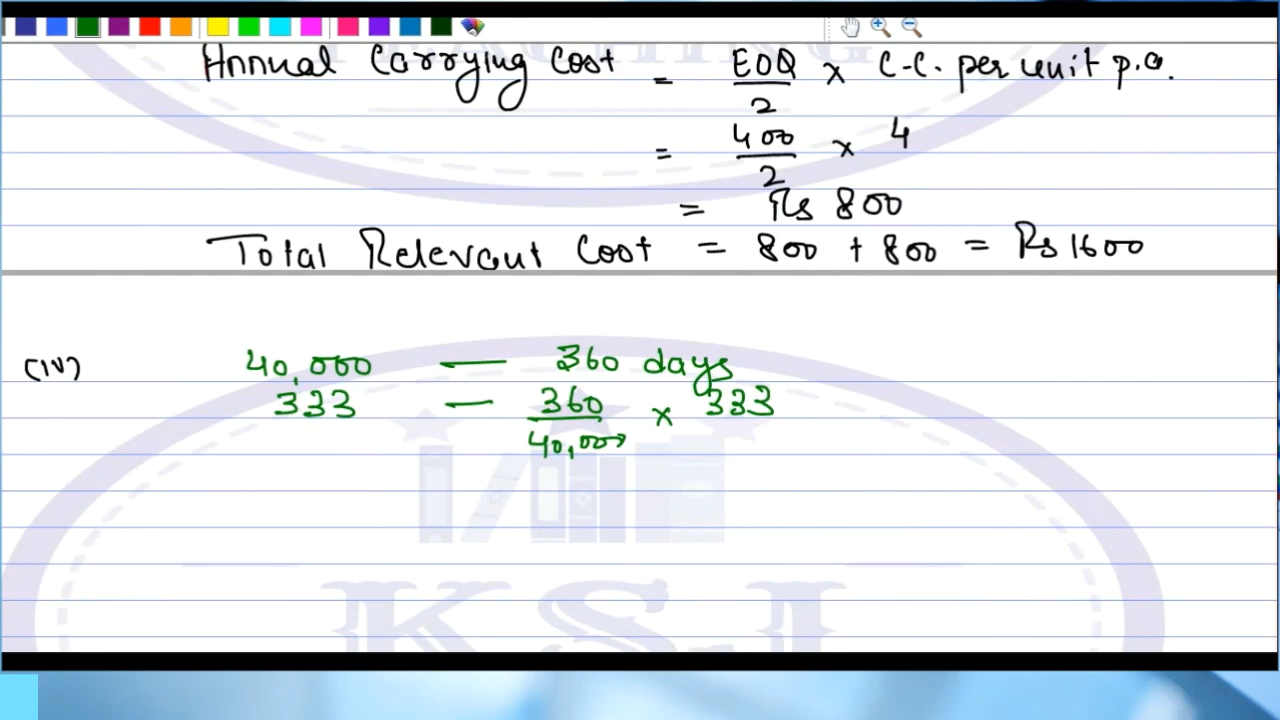 Annual Carrying Cost = EOQ/2 × C.C. per unit p.a.
= 400/2 × 4
= Rs 800
Total Relevant Cost = 800 + 800 = Rs 1600
(iv) 40,000 — 360 days
333 — 360/40,000 × 333
KSJ